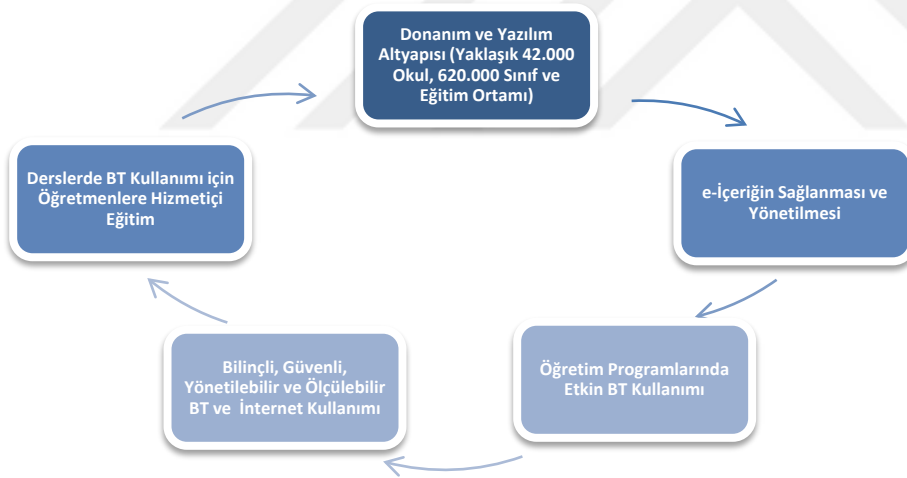 Donanım ve Yazılım
Altyapısı (Yaklaşık 42.000
Okul, 620.000 Sınıf ve
Eğitim Ortamı)
e-İçeriğin Sağlanması ve
Yönetilmesi
Öğretim Programlarında
Etkin BT Kullanımı
Bilinçli, Güvenli,
Yönetilebilir ve Ölçülebilir
BT ve İnternet Kullanımı
Derslerde BT Kullanımı için
Öğretmenlere Hizmetiçi
Eğitim